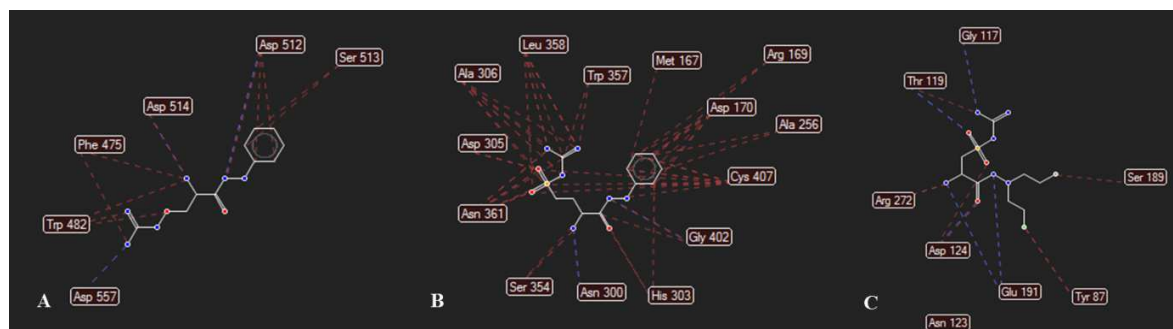 Asp 512
Ser 513
Asp 514
Phe 475
Trp 482
Asp 557
A
Leu 358
Ala 306
Trp 357
Met 167
Arg 169
Asp 170
Ala 256
Asp 305
Cys 407
Asn 361
Gly 402
Ser 354
Asn 300
His 303
B
Gly 117
Thr 119
Ser 189
Arg 272
Asp 124
Glu 191
Tyr 87
Asn 123
C